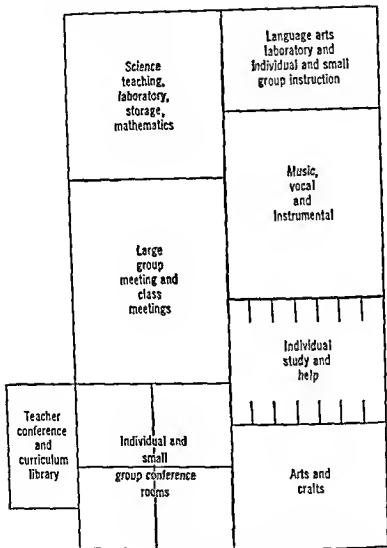 Science
teaching,
laboratory,
storage,
mathematics
Language arts
laboratory and
Individual and small
group instruction
Music,
vocal
and
Instrumental
Large
group
meeting and
class
meetings
Individual
study and
help
Teacher
conference
and
curriculum
library
Individual and
small
group conference
rooms
Arts and
crafts